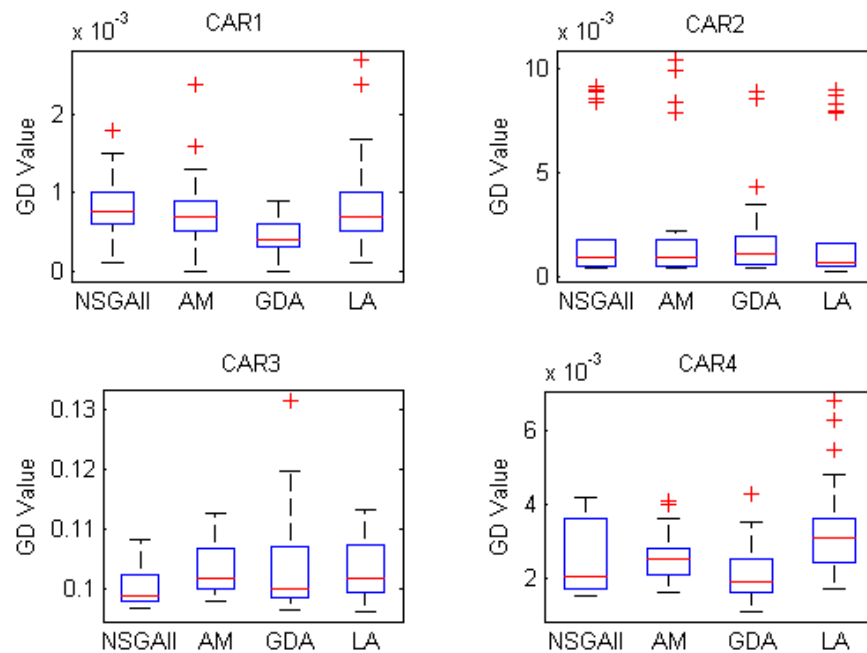 CAR1
x 10^-3
GD Value
2
1
0
NSGAII AM GDA LA
CAR2
x 10^-3
GD Value
10
5
0
NSGAII AM GDA LA
CAR3
GD Value
0.13
0.12
0.11
0.1
NSGAII AM GDA LA
CAR4
x 10^-3
GD Value
6
4
2
NSGAII AM GDA LA